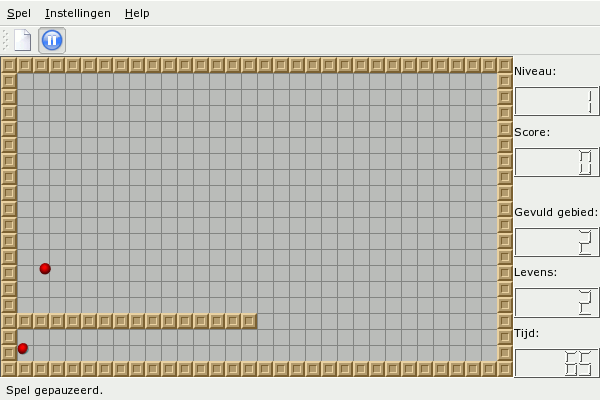 Spel Instellingen Help
Niveau:
1
Score:
0
Gevuld gebied:
2
Levens:
2
Tijd:
Spel gepauzeerd.